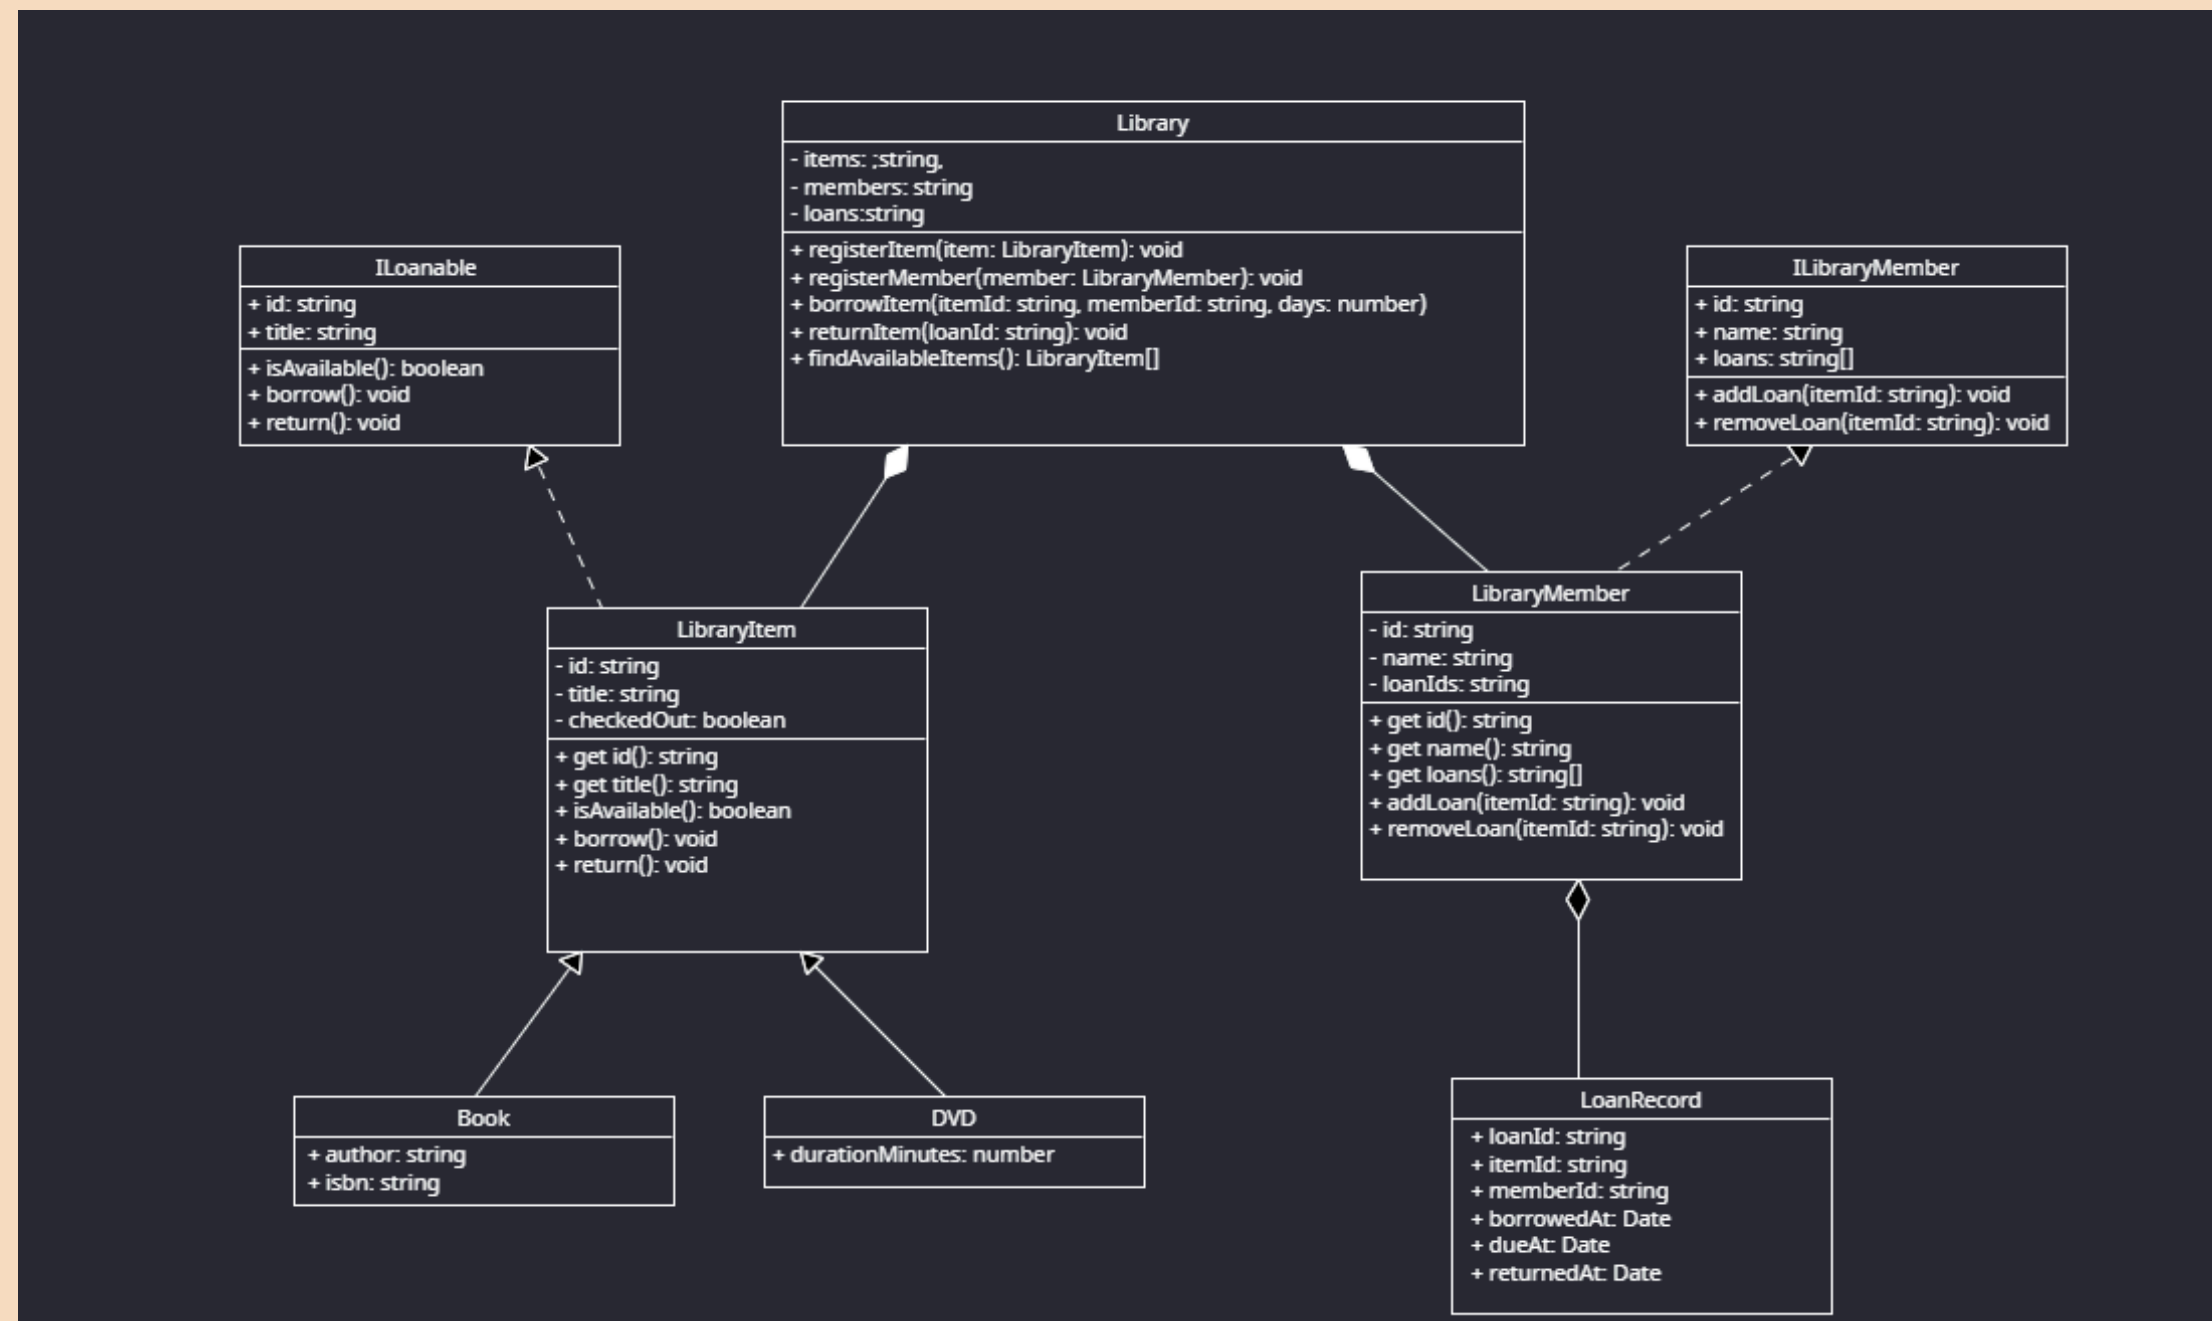 Library
- items: ;string,
- members: string
- loans:string
+ registerItem(item: LibraryItem): void
+ registerMember(member: LibraryMember): void
+ borrowItem(itemId: string, memberId: string, days: number)
+ returnItem(loanId: string): void
+ findAvailableItems(): LibraryItem[]
ILoanable
+ id: string
+ title: string
+ isAvailable(): boolean
+ borrow(): void
+ return(): void
ILibraryMember
+ id: string
+ name: string
+ loans: string[]
+ addLoan(itemId: string): void
+ removeLoan(itemId: string): void
LibraryItem
- id: string
- title: string
- checkedOut: boolean
+ get id(): string
+ get title(): string
+ isAvailable(): boolean
+ borrow(): void
+ return(): void
LibraryMember
- id: string
- name: string
- loanIds: string
+ get id(): string
+ get name(): string
+ get loans(): string[]
+ addLoan(itemId: string): void
+ removeLoan(itemId: string): void
Book
+ author: string
+ isbn: string
DVD
+ durationMinutes: number
LoanRecord
+ loanId: string
+ itemId: string
+ memberId: string
+ borrowedAt: Date
+ dueAt: Date
+ returnedAt: Date